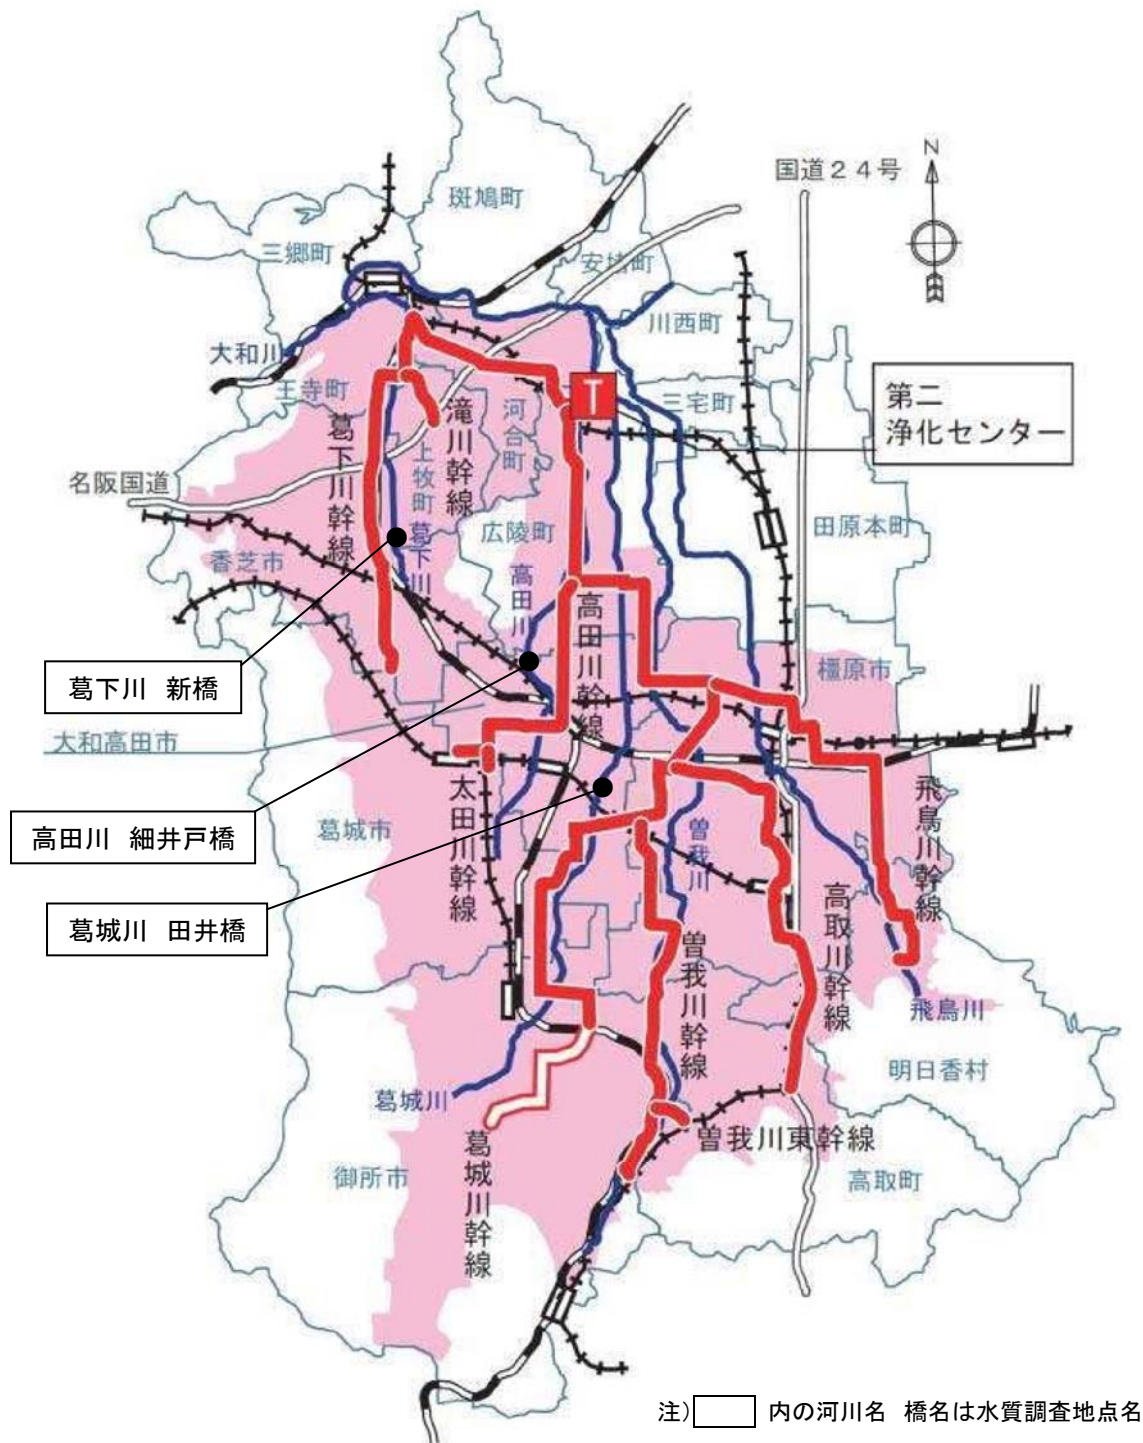 N
国道24号
斑鳩町
三郷町
安堵町
川西町
大和川
王寺町
滝川幹線
河合町
三宅町
第二
浄化センター
T
葛下川幹線
上牧町
名阪国道
広陵町
田原本町
香芝市
葛下川
高田川
高田川幹線
葛下川 新橋
橿原市
大和高田市
太田川幹線
飛鳥川幹線
高田川 細井戸橋
葛城市
曽我川
高取川幹線
葛城川 田井橋
曽我川幹線
飛鳥川
明日香村
葛城川
曽我川東幹線
葛城川幹線
御所市
高取町
注) 内の河川名 橋名は水質調査地点名